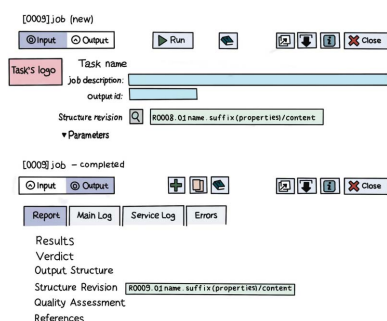 [0009] job (new)
Input Output Run Close
Task's logo
Task name
job description:
output id:
Structure revision R0008.01 name.suffix(properties)/content
▾ Parameters
[0009] job – completed
Input Output Close
Report Main Log Service Log Errors
Results
Verdict
Output Structure
Structure Revision R0009.01 name.suffix(properties)/content
Quality Assessment
References